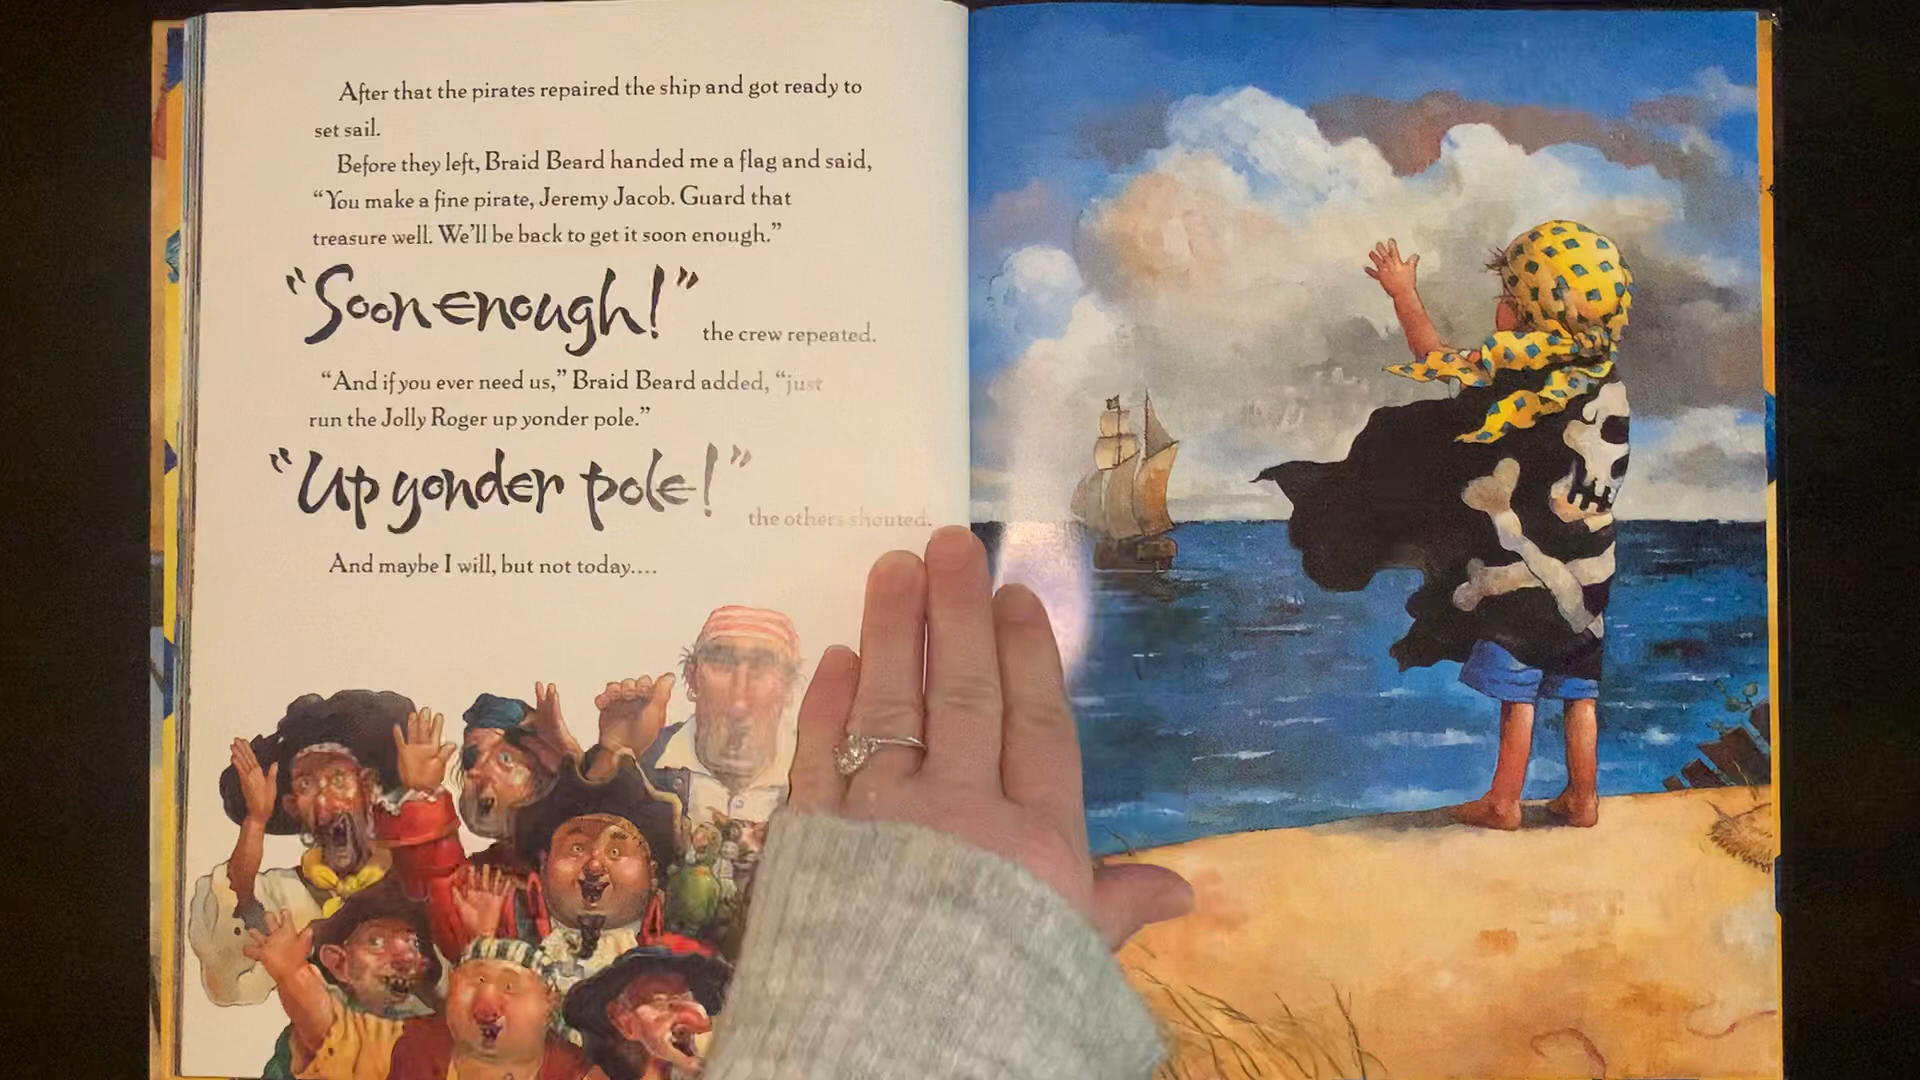 After that the pirates repaired the ship and got ready to
set sail.
Before they left, Braid Beard handed me a flag and said,
“You make a fine pirate, Jeremy Jacob. Guard that
treasure well. We’ll be back to get it soon enough.”
“Soon enough!” the crew repeated.
“And if you ever need us,” Braid Beard added, “just
run the Jolly Roger up yonder pole.”
“Up yonder pole!” the others shouted.
And maybe I will, but not today....